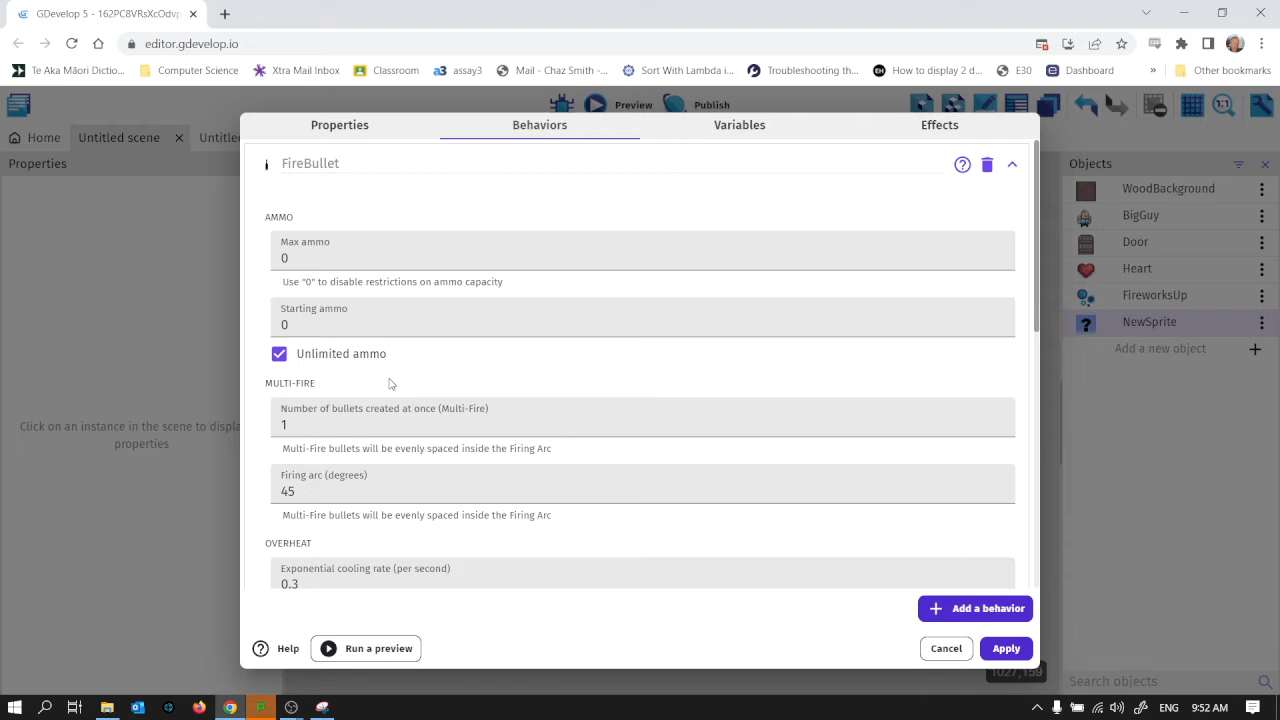 GDevelop 5 - 162PC8VRsXcOdvp
editor.gdevelop.io
Te Aka Māori Dictio...
Computer Science
Xtra Mail Inbox
Classroom
a3 assay3
Mail - Chaz Smith -...
Sort With Lambda i...
Troubleshooting th...
How to display 2 d...
E30
Dashboard
»
Other bookmarks
Preview
Publish
Home
Untitled scene
Untitle
Properties
Click on an instance in the scene to displa
properties
Properties
Behaviors
Variables
Effects
FireBullet
AMMO
Max ammo
0
Use "0" to disable restrictions on ammo capacity
Starting ammo
0
Unlimited ammo
MULTI-FIRE
Number of bullets created at once (Multi-Fire)
1
Multi-Fire bullets will be evenly spaced inside the Firing Arc
Firing arc (degrees)
45
Multi-Fire bullets will be evenly spaced inside the Firing Arc
OVERHEAT
Exponential cooling rate (per second)
0.3
Add a behavior
Help
Run a preview
Cancel
Apply
1027,159
Objects
WoodBackground
BigGuy
Door
Heart
FireworksUp
NewSprite
Add a new object
Search objects
ENG
9:52 AM